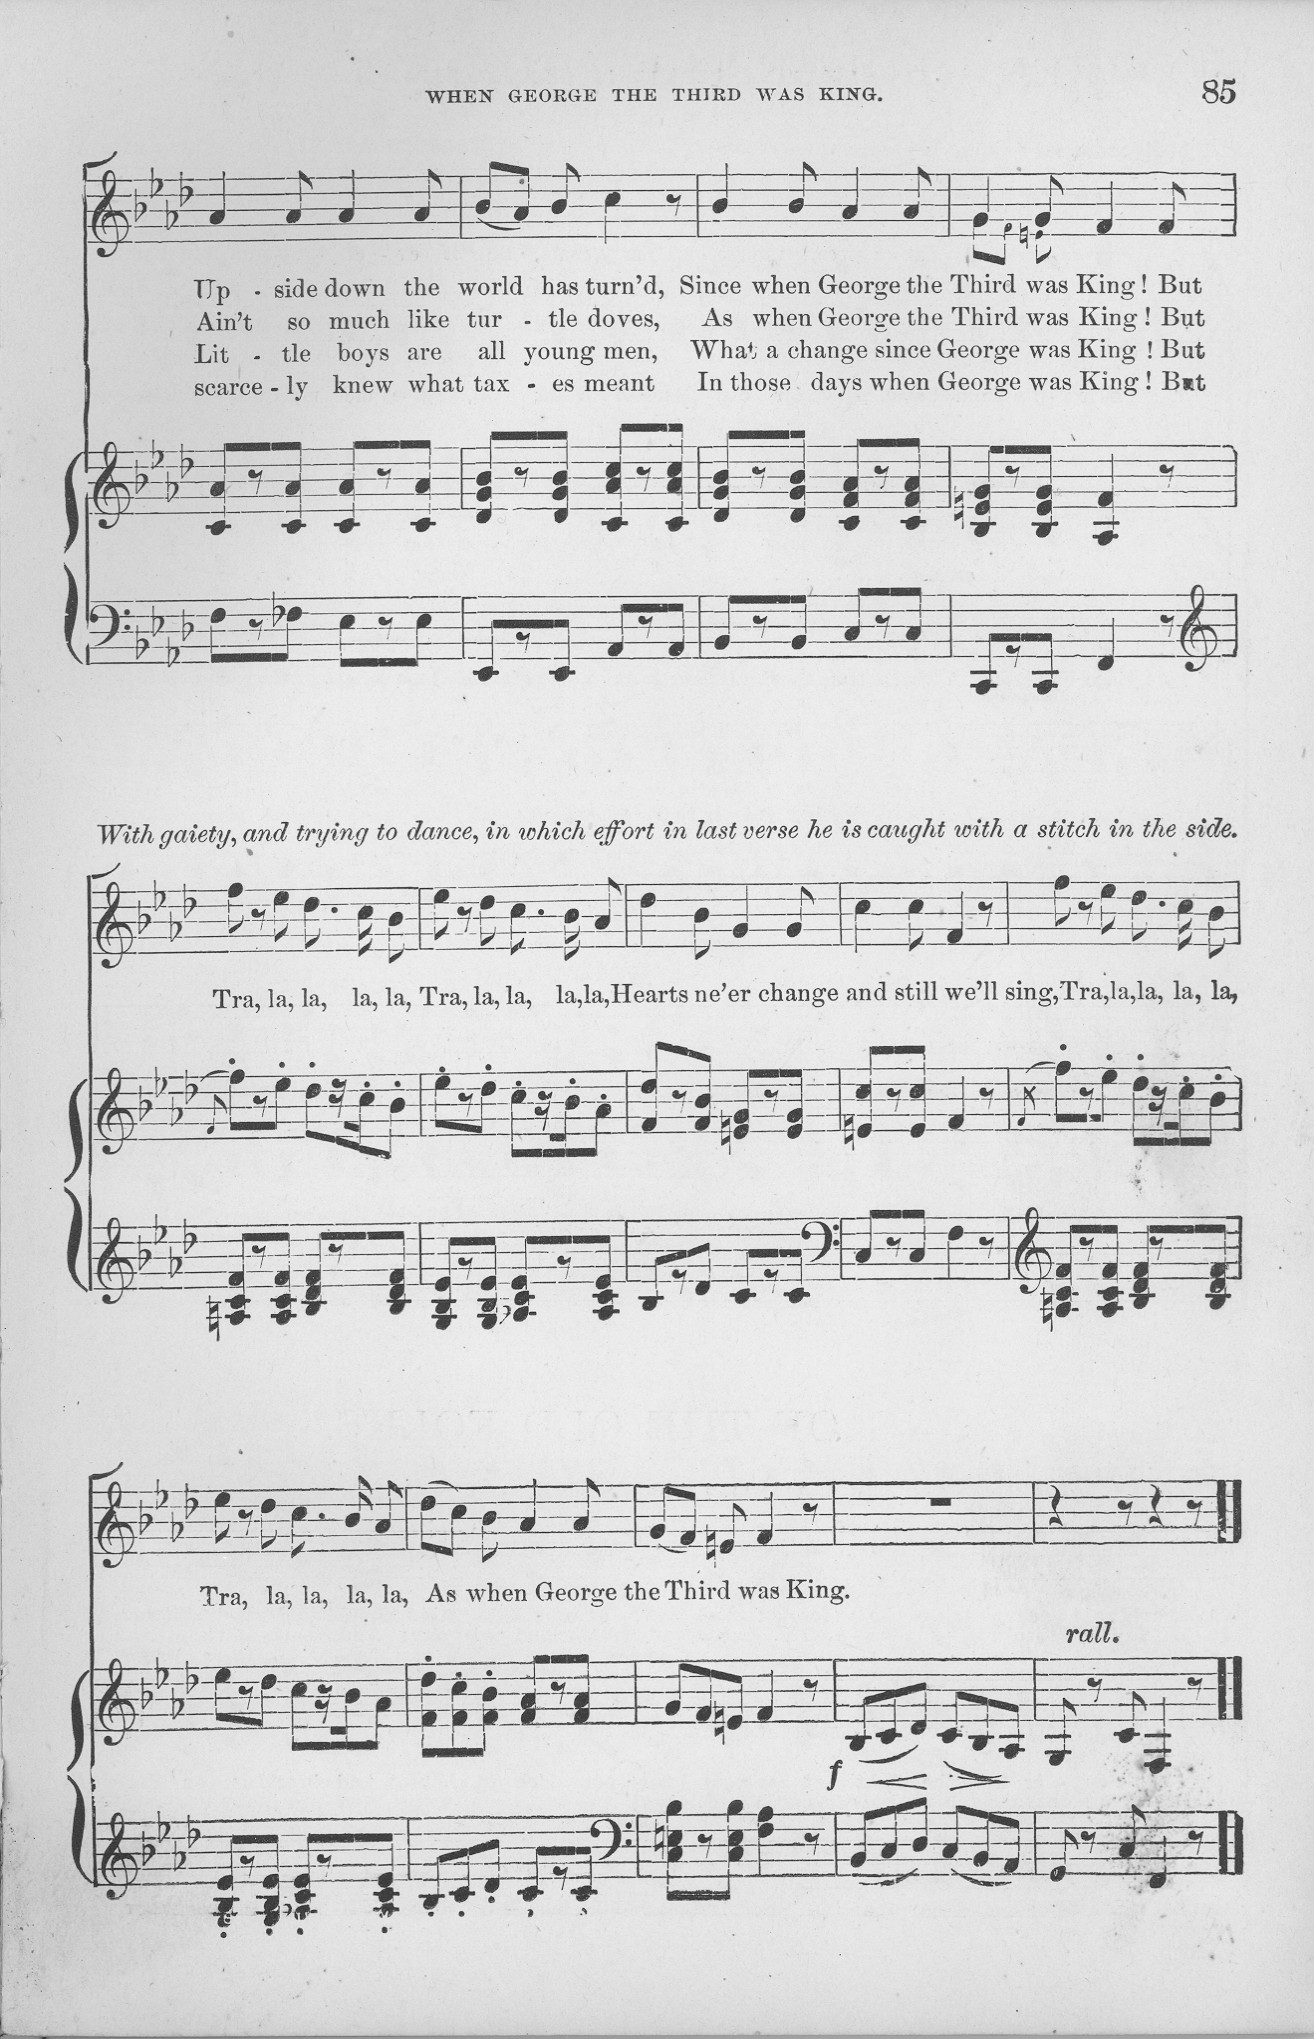 WHEN GEORGE THE THIRD WAS KING.
85
Up - side down the world has turn'd, Since when George the Third was King! But
Ain't so much like tur - tle doves, As when George the Third was King! But
Lit - tle boys are all young men, What a change since George was King! But
scarce - ly knew what tax - es meant In those days when George was King! But
With gaiety, and trying to dance, in which effort in last verse he is caught with a stitch in the side.
Tra, la, la, la, la, Tra, la, la, la, la, Hearts ne'er change and still we'll sing, Tra, la, la, la, la,
Tra, la, la, la, la, As when George the Third was King.
rall.
f